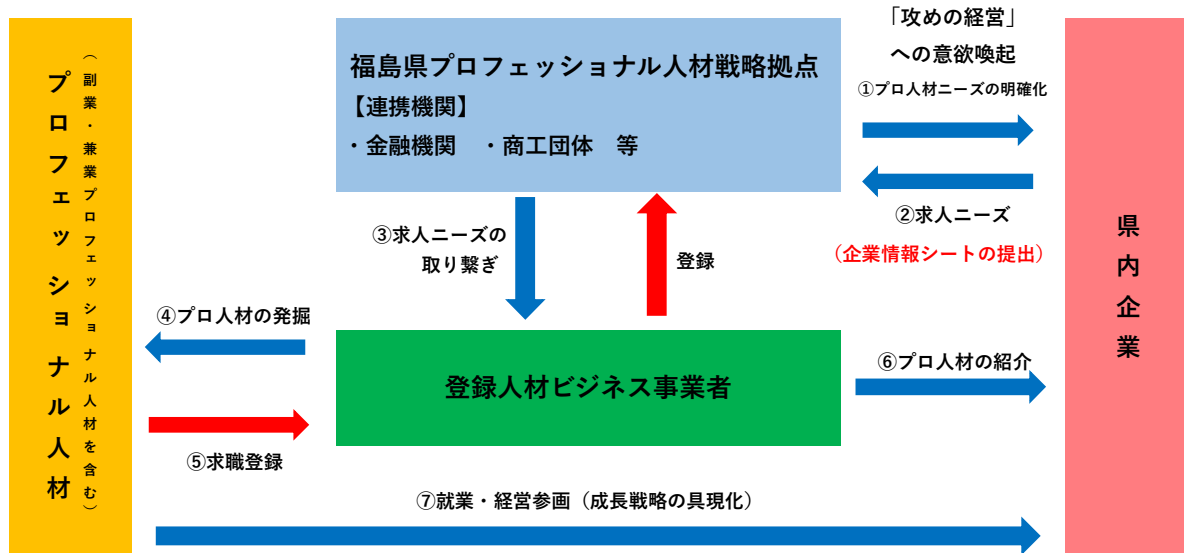 プロフェッショナル人材
（副業・兼業プロフェッショナル人材を含む）
福島県プロフェッショナル人材戦略拠点
【連携機関】
・金融機関　・商工団体　等
「攻めの経営」
への意欲喚起
①プロ人材ニーズの明確化
②求人ニーズ
（企業情報シートの提出）
③求人ニーズの
取り繋ぎ
登録
④プロ人材の発掘
登録人材ビジネス事業者
⑥プロ人材の紹介
⑤求職登録
⑦就業・経営参画（成長戦略の具現化）
県内企業